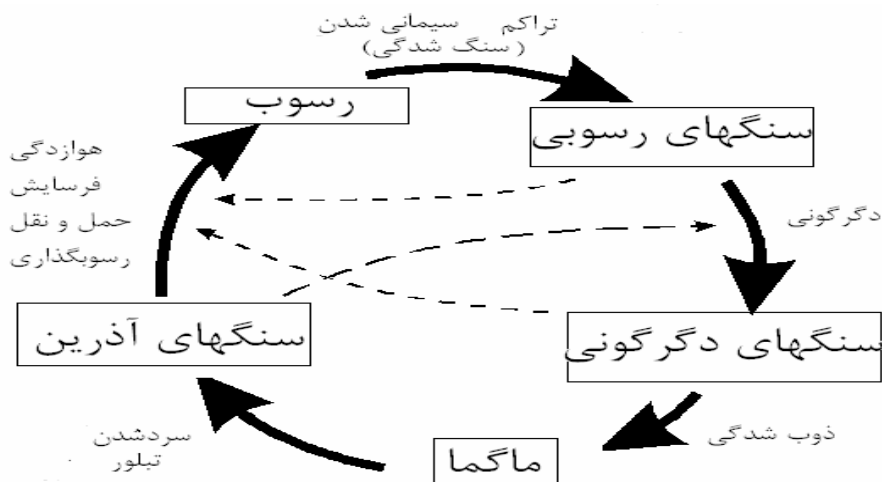 تراکم سیمانی شدن
(سنگ شدگی)
رسوب
سنگهای رسوبی
هوازدگی
فرسایش
حمل و نقل
رسوبگذاری
دگرگونی
سنگهای آذرین
سنگهای دگرگونی
سردشدن
تبلور
ذوب شدگی
ماگما